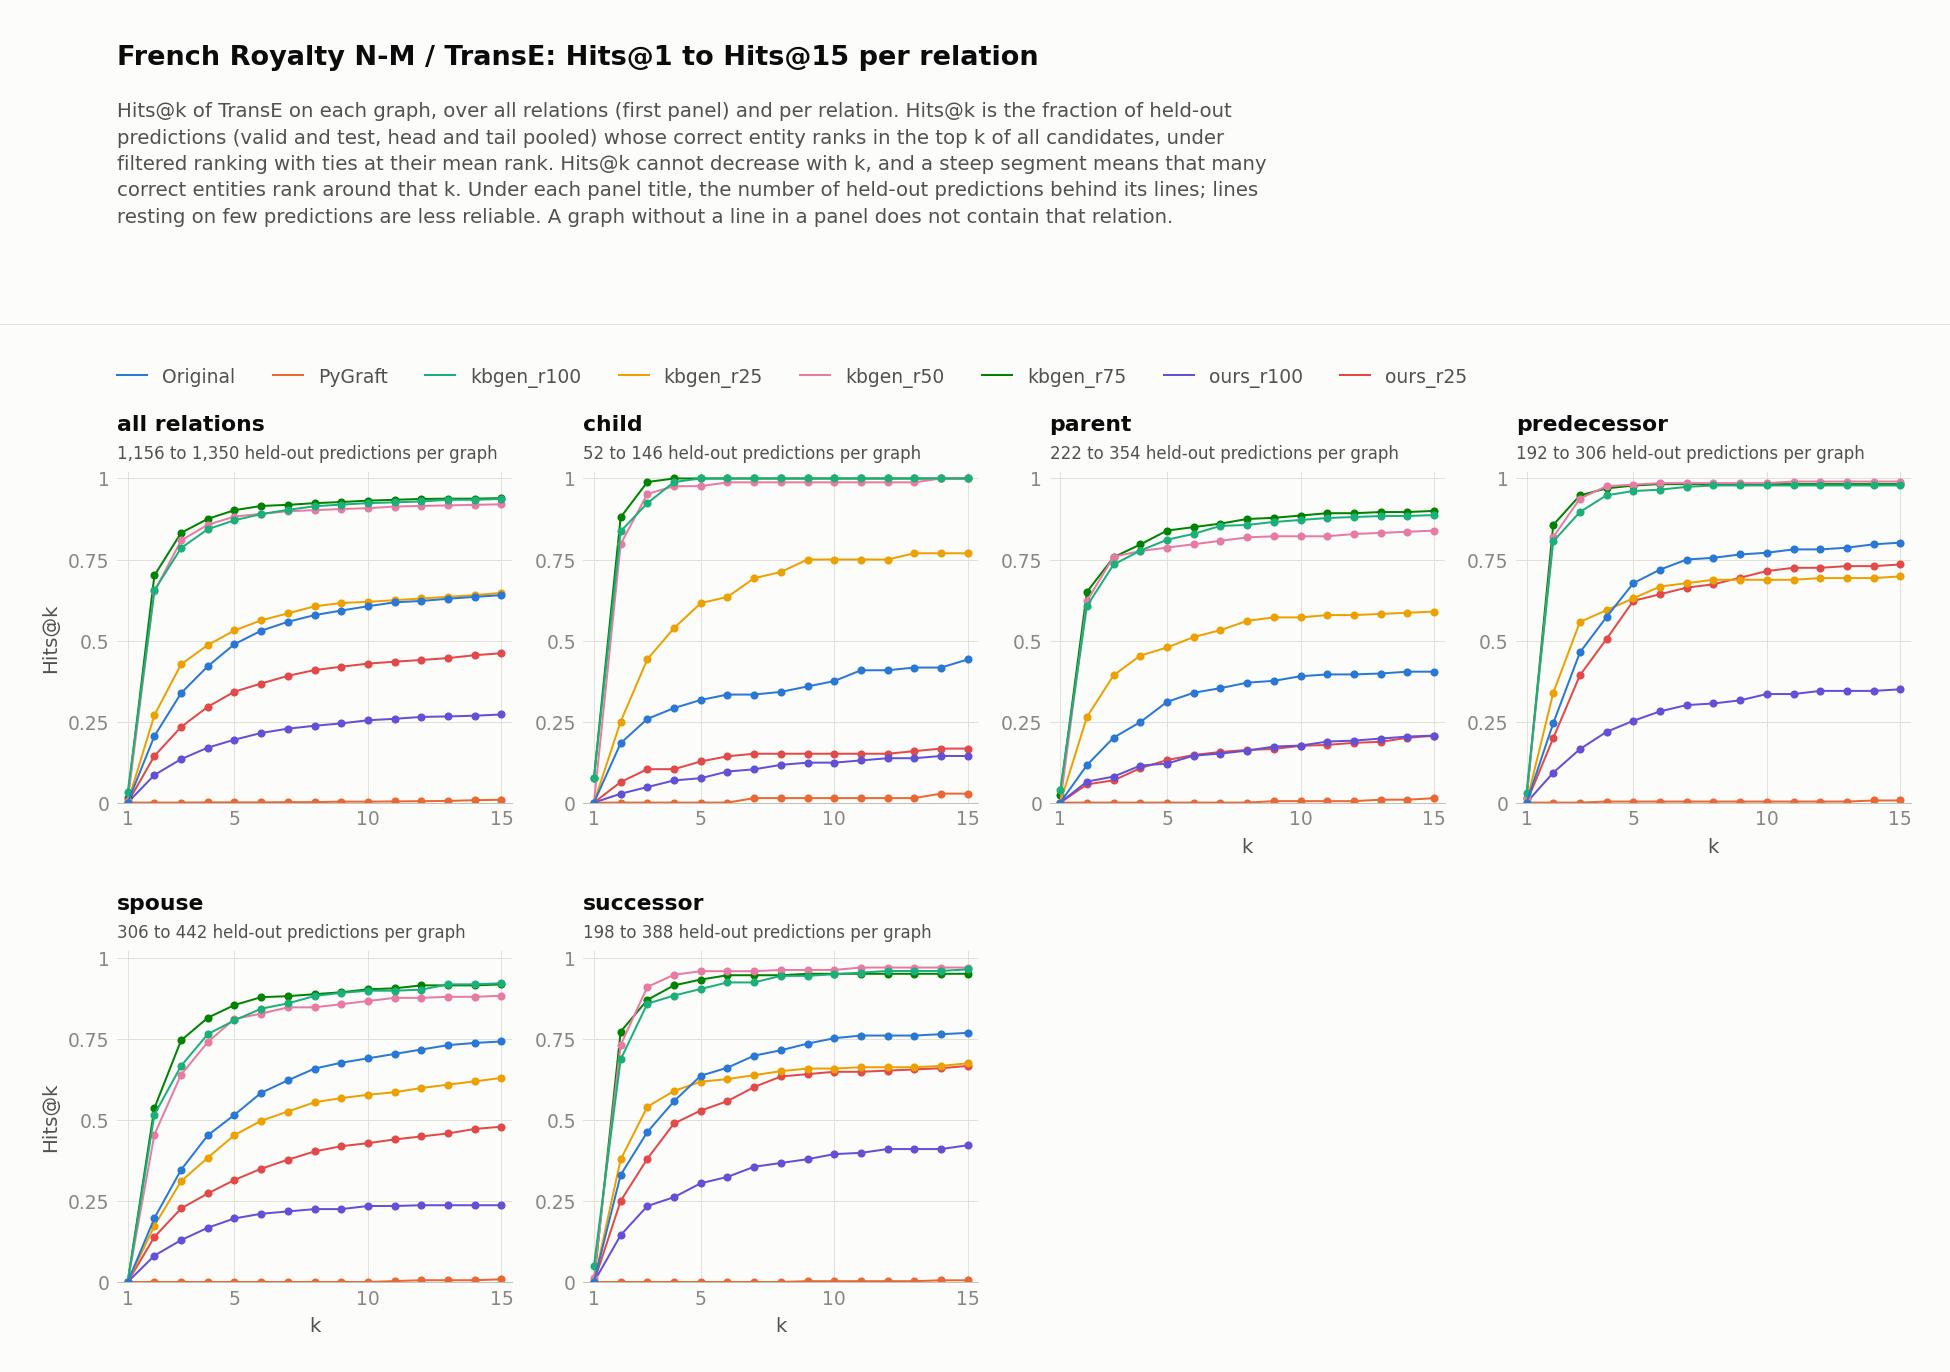 French Royalty N-M / TransE: Hits@1 to Hits@15 per relation
Hits@k of TransE on each graph, over all relations (first panel) and per relation. Hits@k is the fraction of held-out
predictions (valid and test, head and tail pooled) whose correct entity ranks in the top k of all candidates, under
filtered ranking with ties at their mean rank. Hits@k cannot decrease with k, and a steep segment means that many
correct entities rank around that k. Under each panel title, the number of held-out predictions behind its lines; lines
resting on few predictions are less reliable. A graph without a line in a panel does not contain that relation.
Original PyGraft kbgen_r100 kbgen_r25 kbgen_r50 kbgen_r75 ours_r100 ours_r25
all relations
1,156 to 1,350 held-out predictions per graph
Hits@k
1
0.75
0.5
0.25
0
1 5 10 15
child
52 to 146 held-out predictions per graph
1
0.75
0.5
0.25
0
1 5 10 15
parent
222 to 354 held-out predictions per graph
1
0.75
0.5
0.25
0
1 5 10 15
k
predecessor
192 to 306 held-out predictions per graph
1
0.75
0.5
0.25
0
1 5 10 15
k
spouse
306 to 442 held-out predictions per graph
Hits@k
1
0.75
0.5
0.25
0
1 5 10 15
k
successor
198 to 388 held-out predictions per graph
1
0.75
0.5
0.25
0
1 5 10 15
k